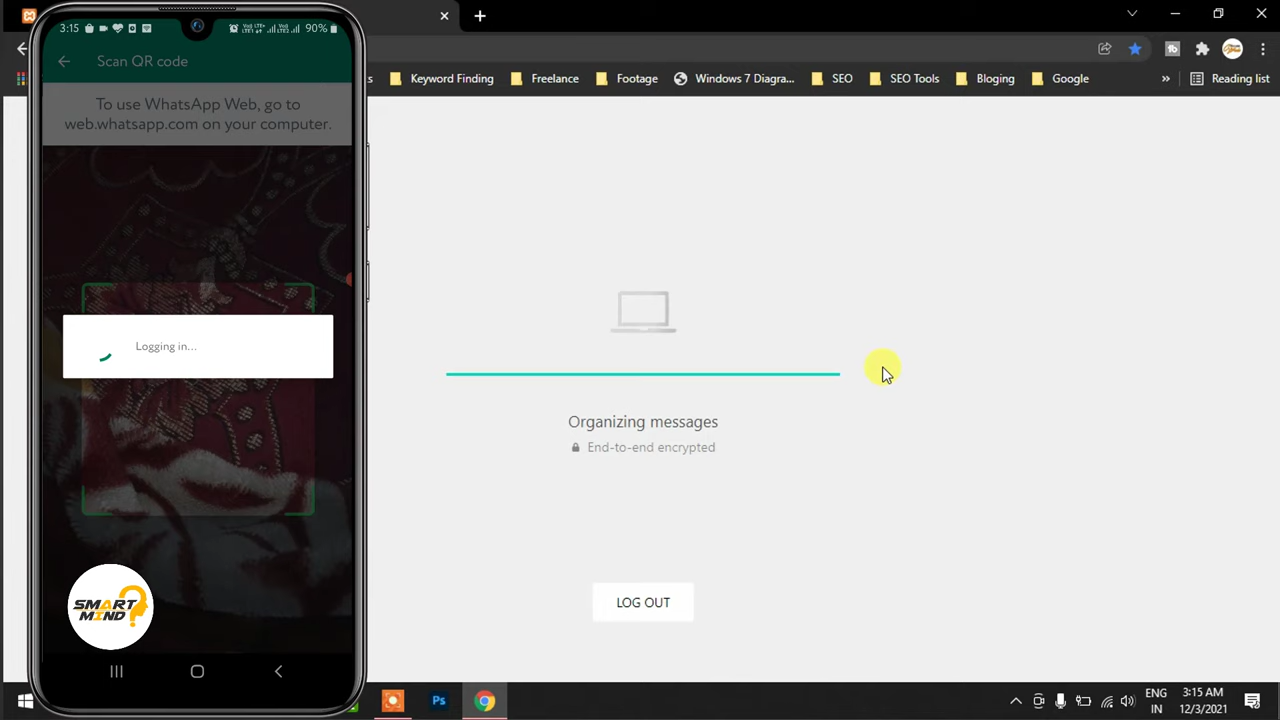 3:15
90%
Scan QR code
To use WhatsApp Web, go to
web.whatsapp.com on your computer.
Logging in...
SMART
MIND
Keyword Finding
Freelance
Footage
Windows 7 Diagra...
SEO
SEO Tools
Bloging
Google
»
Reading list
Organizing messages
End-to-end encrypted
LOG OUT
Ps
ENG
IN
3:15 AM
12/3/2021